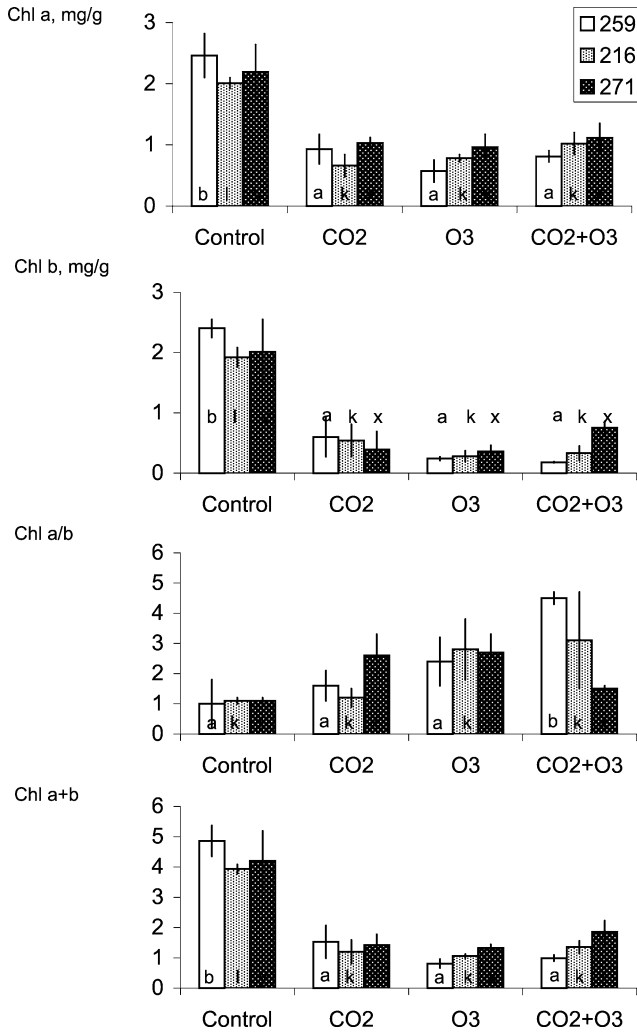 Chl a, mg/g
3
259
216
271
2
1
b l a k a k a k
0
Control CO2 O3 CO2+O3
Chl b, mg/g
3
2
1
b l a k x a k x a k x
0
Control CO2 O3 CO2+O3
Chl a/b
6
5
4
3
2
1
a k a k a k b k
0
Control CO2 O3 CO2+O3
Chl a+b
6
5
4
3
2
1
b l a k a k a k
0
Control CO2 O3 CO2+O3